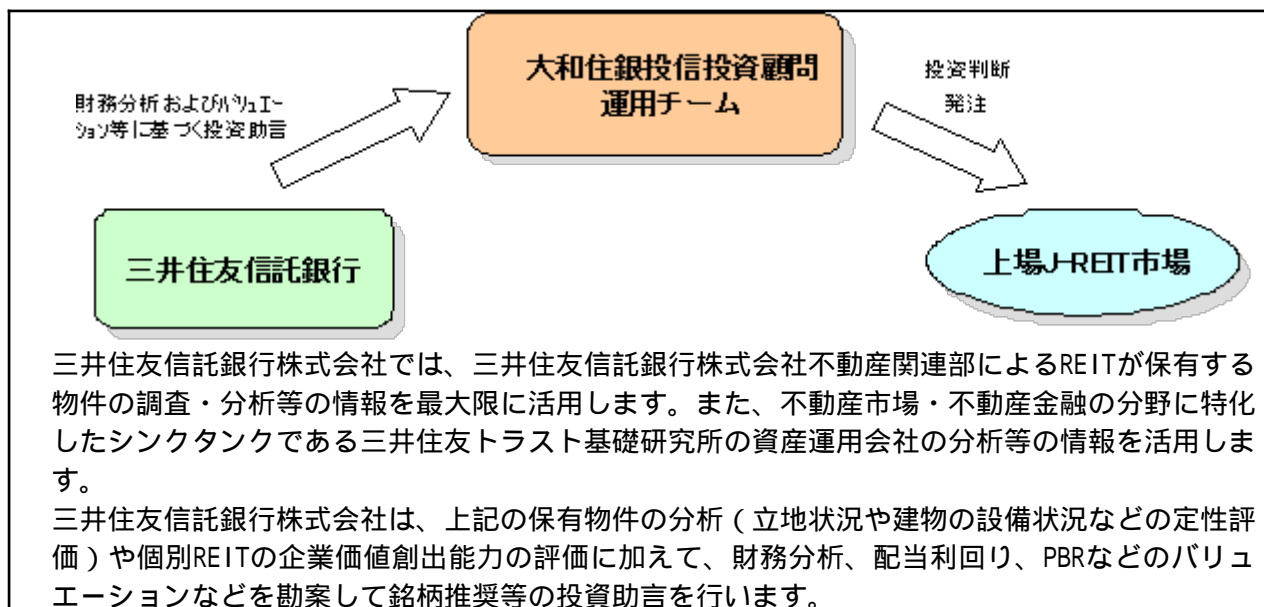 大和住銀投信投資顧問
運用チーム
投資判断
発注
財務分析およびバリュエー
ション等に基づく投資助言
三井住友信託銀行
上場J-REIT市場
三井住友信託銀行株式会社では、三井住友信託銀行株式会社不動産関連部によるREITが保有する
物件の調査・分析等の情報を最大限に活用します。また、不動産市場・不動産金融の分野に特化
したシンクタンクである三井住友トラスト基礎研究所の資産運用会社の分析等の情報を活用しま
す。
三井住友信託銀行株式会社は、上記の保有物件の分析(立地状況や建物の設備状況などの定性評
価)や個別REITの企業価値創出能力の評価に加えて、財務分析、配当利回り、PBRなどのバリュ
エーションなどを勘案して銘柄推奨等の投資助言を行います。